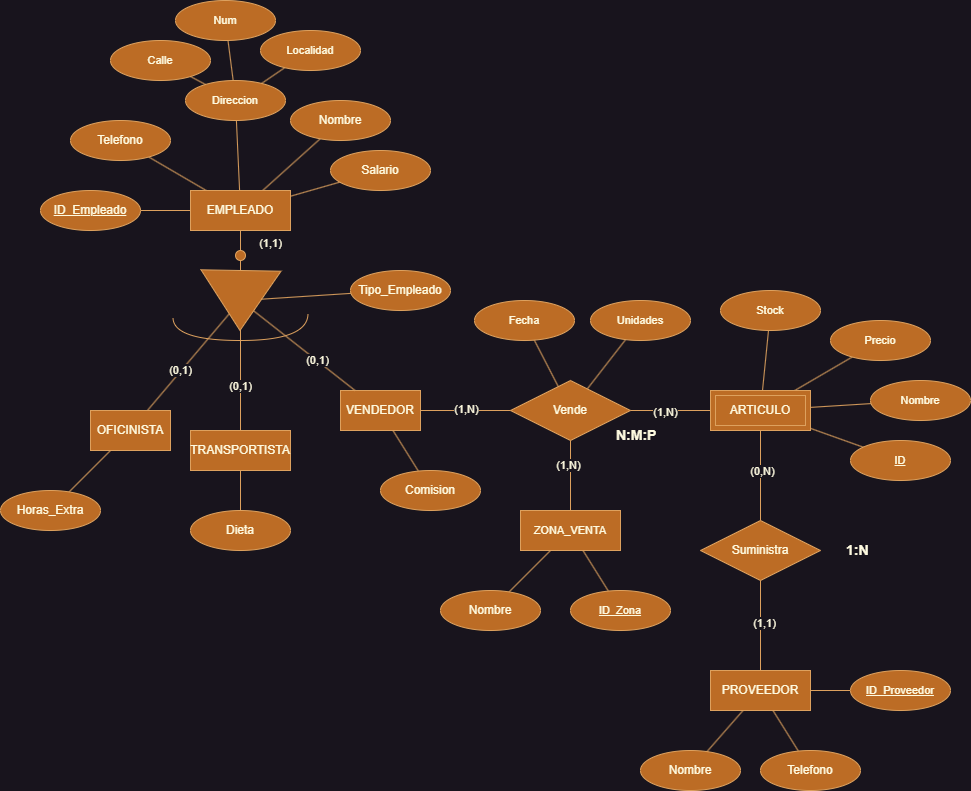 Num
Localidad
Calle
Direccion
Nombre
Telefono
Salario
ID_Empleado
EMPLEADO
(1,1)
Tipo_Empleado
Stock
Fecha
Unidades
Precio
(0,1)
(0,1)
(0,1)
Nombre
VENDEDOR
(1,N)
Vende
(1,N)
ARTICULO
OFICINISTA
N:M:P
TRANSPORTISTA
(1,N)
ID
(0,N)
Comision
Horas_Extra
Dieta
ZONA_VENTA
Suministra
1:N
Nombre
ID_Zona
(1,1)
PROVEEDOR
ID_Proveedor
Nombre
Telefono